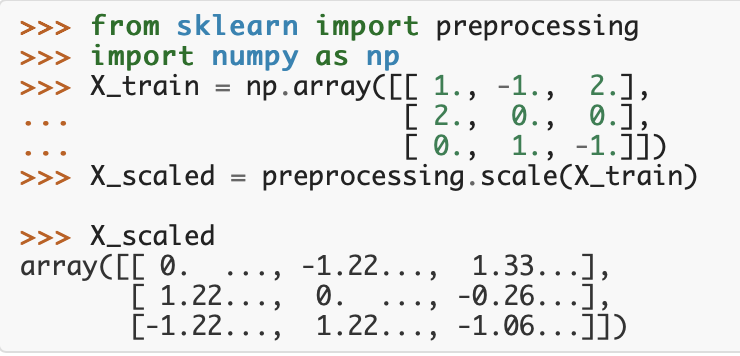 >>> from sklearn import preprocessing
>>> import numpy as np
>>> X_train = np.array([[ 1., -1.,  2.],
...                     [ 2.,  0.,  0.],
...                     [ 0.,  1., -1.]])
>>> X_scaled = preprocessing.scale(X_train)

>>> X_scaled
array([[ 0.  ..., -1.22...,  1.33...],
       [ 1.22...,  0.  ..., -0.26...],
       [-1.22...,  1.22..., -1.06...]])